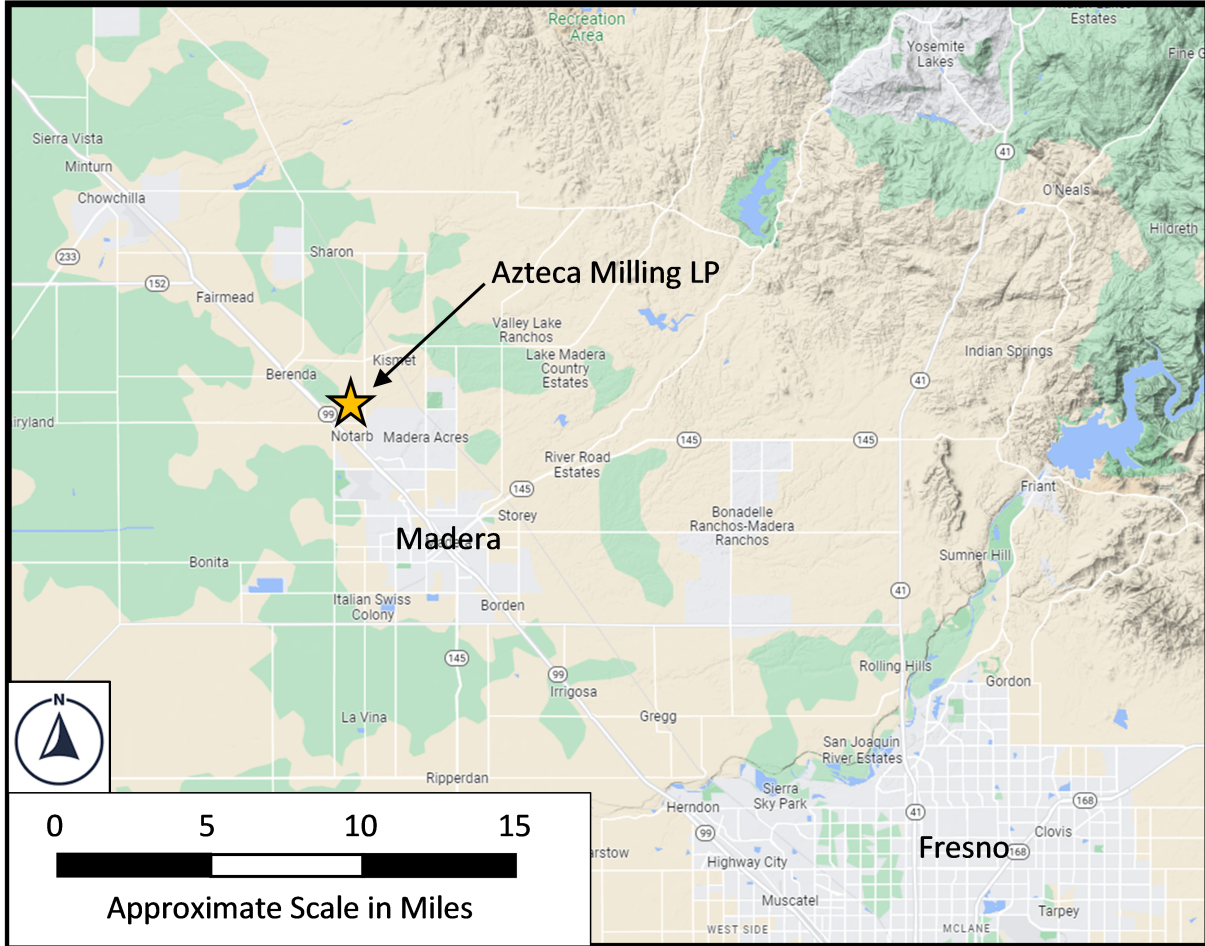 Recreation
Area
Estates
Yosemite
Lakes
Fine G
Sierra Vista
41
Minturn
O'Neals
Chowchilla
Hildreth
233
Sharon
152
Azteca Milling LP
Fairmead
Valley Lake
Ranchos
Lake Madera
Country
Estates
Kismet
Indian Springs
Berenda
41
99
iryland
Notarb
Madera Acres
145
145
River Road
Estates
145
Friant
Storey
Bonadelle
Ranchos-Madera
Ranchos
Madera
Sumner Hill
Bonita
41
Italian Swiss
Colony
Borden
145
Rolling Hills
99
Gordon
Irrigosa
N
La Vina
Gregg
San Joaquin
River Estates
Ripperdan
Sierra
Sky Park
Herndon
168
41
0 5 10 15
99
Clovis
Fresno
168
arstow
Highway City
Approximate Scale in Miles
Muscatel
Tarpey
WEST SIDE
MCLANE